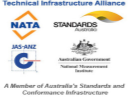 Technical Infrastructure Alliance
NATA
STANDARDS
Australia
JAS-ANZ
Australian Government
National Measurement
Institute
A Member of Australia's Standards and
Conformance Infrastructure